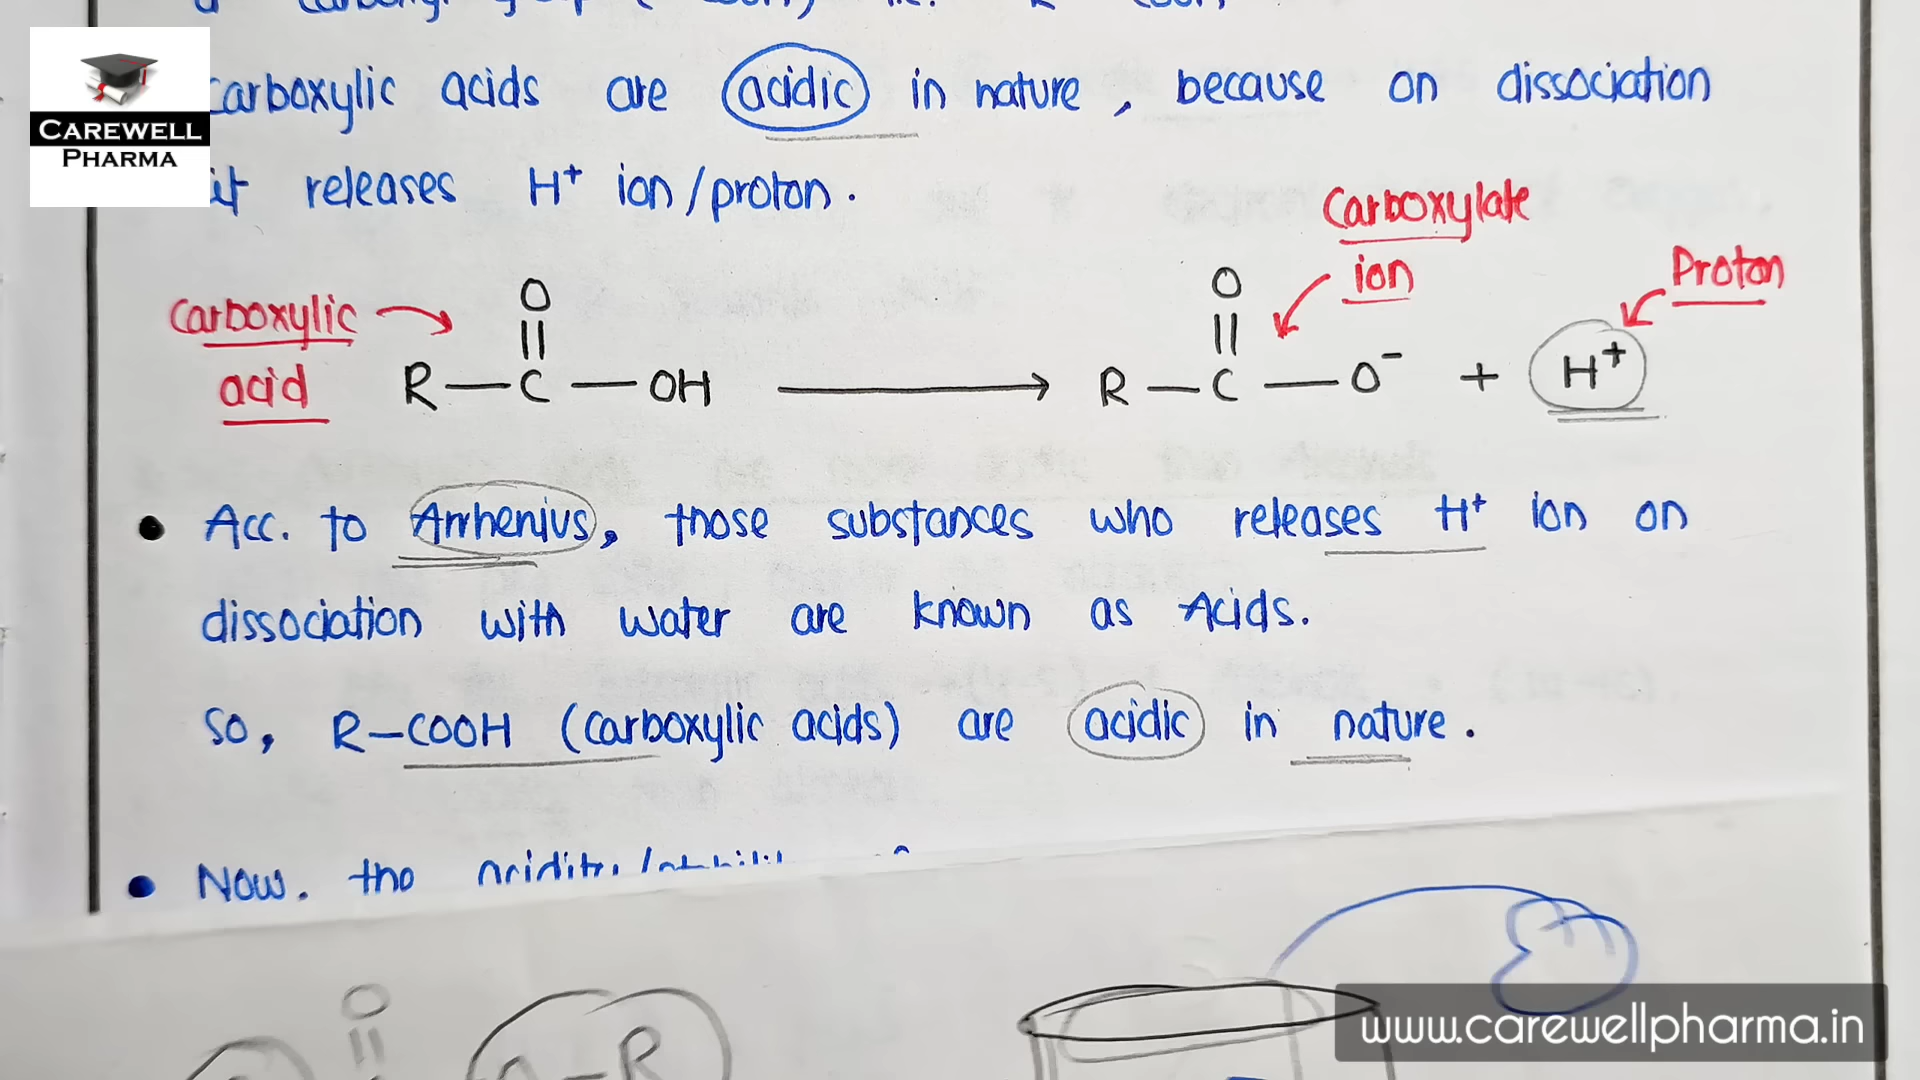 CAREWELL
PHARMA
carboxylic acids are acidic in nature, because on dissociation
it releases H⁺ ion/proton.
Carboxylic
acid
O
||
R—C—OH
⟶
Carboxylate
ion
O
||
R—C—O⁻ + H⁺
Proton
• Acc. to Arrhenius, those substances who releases H⁺ ion on
dissociation with water are known as Acids.
So, R-COOH (carboxylic acids) are acidic in nature.
• Now, the
O
||
R
www.carewellpharma.in